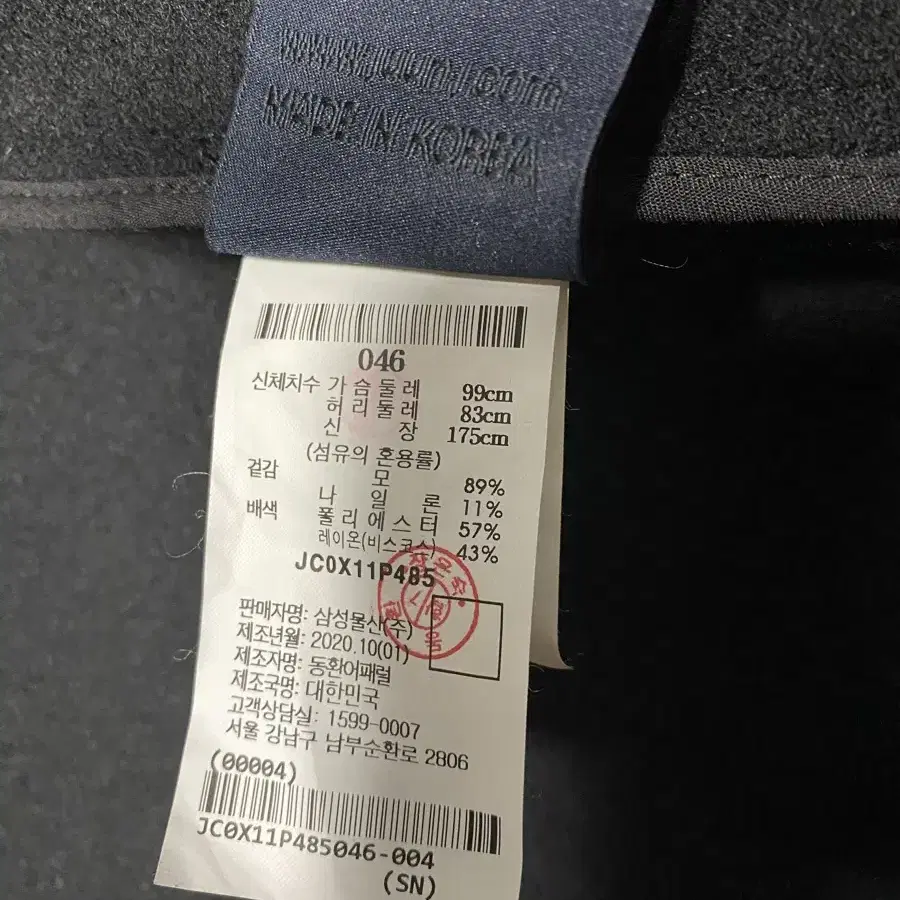 www.juunj.com
MADE IN KOREA
046
신체치수 가슴둘레 99cm
허리둘레 83cm
신장 175cm
(섬유의 혼용률)
겉감 모 89%
나일론 11%
배색 폴리에스터 57%
레이온(비스코스) 43%
JC0X11P485
판매자명: 삼성물산(주)
제조년월: 2020.10(01)
제조자명: 동환어패럴
제조국명: 대한민국
고객상담실: 1599-0007
서울 강남구 남부순환로 2806
(00004)
JC0X11P485046-004
(SN)